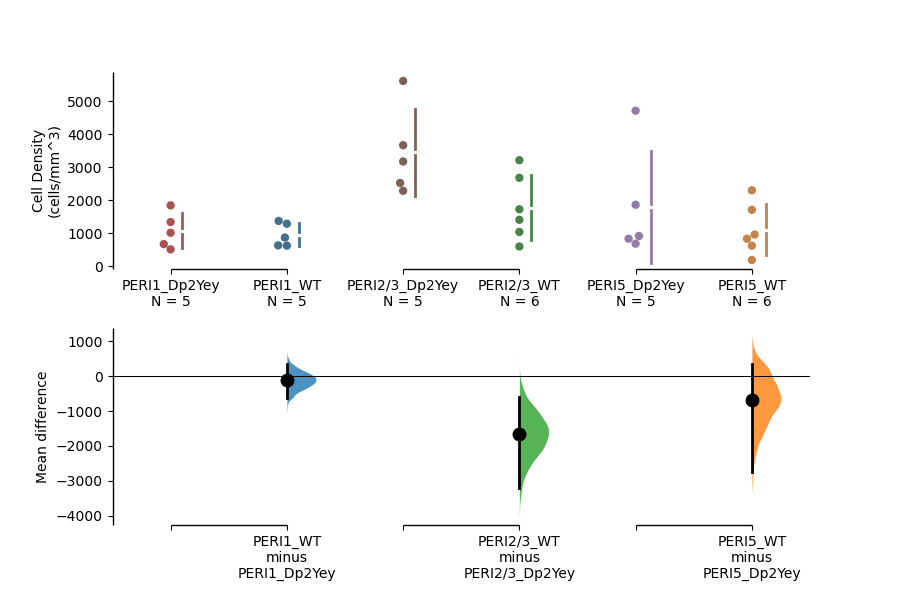 Cell Density
(cells/mm^3)
5000
4000
3000
2000
1000
0
PERI1_Dp2Yey
N = 5
PERI1_WT
N = 5
PERI2/3_Dp2Yey
N = 5
PERI2/3_WT
N = 6
PERI5_Dp2Yey
N = 5
PERI5_WT
N = 6
Mean difference
1000
0
−1000
−2000
−3000
−4000
PERI1_WT
minus
PERI1_Dp2Yey
PERI2/3_WT
minus
PERI2/3_Dp2Yey
PERI5_WT
minus
PERI5_Dp2Yey